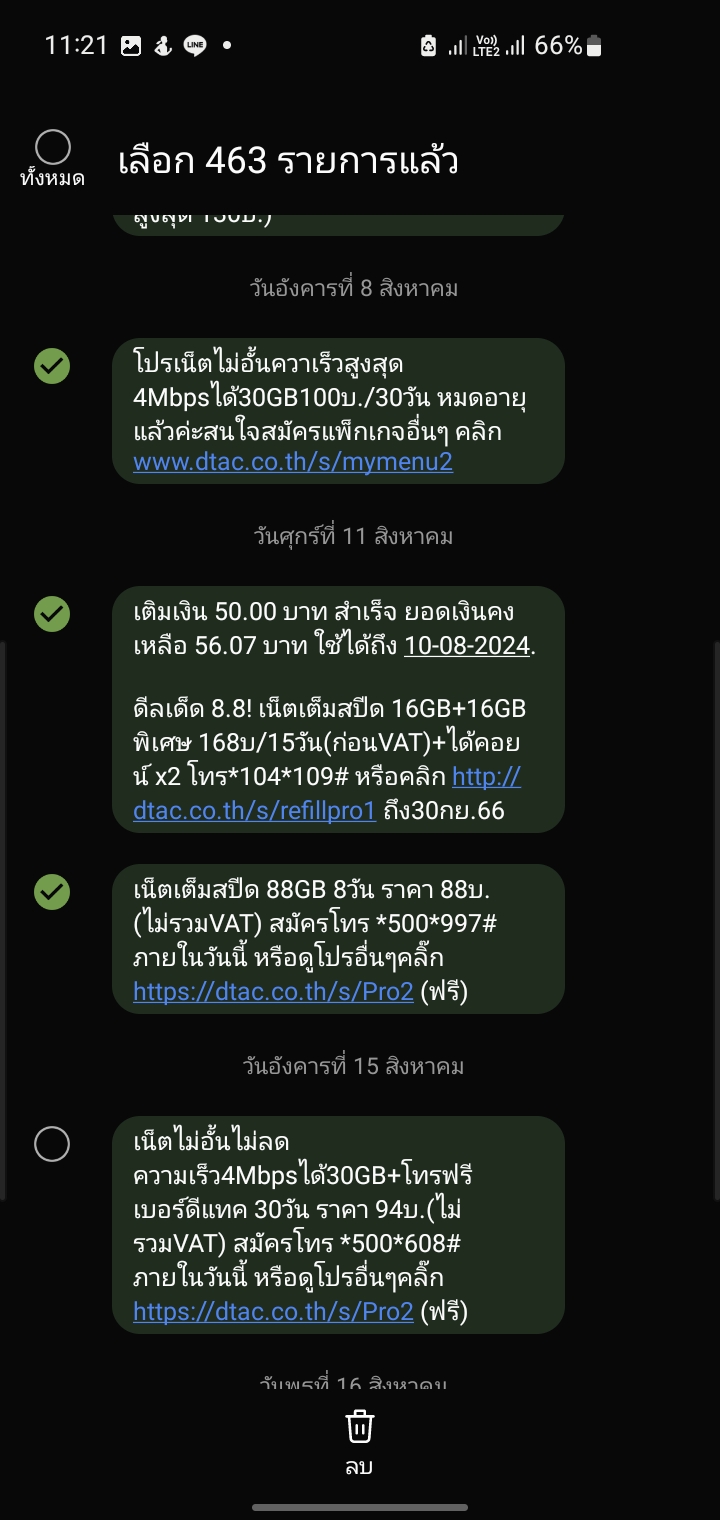 11:21
LINE
Vo))
LTE2
66%
ทั้งหมด
เลือก 463 รายการแล้ว
สูงสุด 130บ.)
วันอังคารที่ 8 สิงหาคม
โปรเน็ตไม่อั้นควาเร็วสูงสุด
4Mbpsได้30GB100บ./30วัน หมดอายุ
แล้วค่ะสนใจสมัครแพ็กเกจอื่นๆ คลิก
www.dtac.co.th/s/mymenu2
วันศุกร์ที่ 11 สิงหาคม
เติมเงิน 50.00 บาท สำเร็จ ยอดเงินคง
เหลือ 56.07 บาท ใช้ได้ถึง 10-08-2024.
ดีลเด็ด 8.8! เน็ตเต็มสปีด 16GB+16GB
พิเศษ 168บ/15วัน(ก่อนVAT)+ได้คอย
น์ x2 โทร*104*109# หรือคลิก http://
dtac.co.th/s/refillpro1 ถึง30กย.66
เน็ตเต็มสปีด 88GB 8วัน ราคา 88บ.
(ไม่รวมVAT) สมัครโทร *500*997#
ภายในวันนี้ หรือดูโปรอื่นๆคลิ๊ก
https://dtac.co.th/s/Pro2 (ฟรี)
วันอังคารที่ 15 สิงหาคม
เน็ตไม่อั้นไม่ลด
ความเร็ว4Mbpsได้30GB+โทรฟรี
เบอร์ดีแทค 30วัน ราคา 94บ.(ไม่
รวมVAT) สมัครโทร *500*608#
ภายในวันนี้ หรือดูโปรอื่นๆคลิ๊ก
https://dtac.co.th/s/Pro2 (ฟรี)
วันพุธที่ 16 สิงหาคม
ลบ